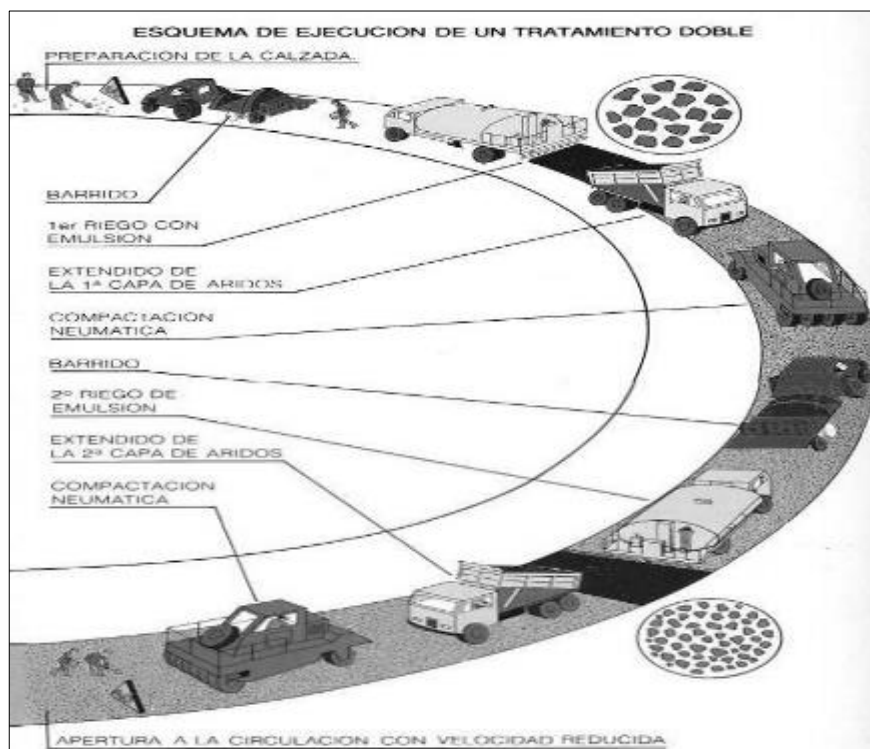 ESQUEMA DE EJECUCION DE UN TRATAMIENTO DOBLE
PREPARACION DE LA CALZADA.
BARRIDO
1er RIEGO CON
EMULSION
EXTENDIDO DE
LA 1ª CAPA DE ARIDOS
COMPACTACION
NEUMATICA
BARRIDO
2º RIEGO DE
EMULSION
EXTENDIDO DE
LA 2ª CAPA DE ARIDOS
COMPACTACION
NEUMATICA
APERTURA A LA CIRCULACION CON VELOCIDAD REDUCIDA